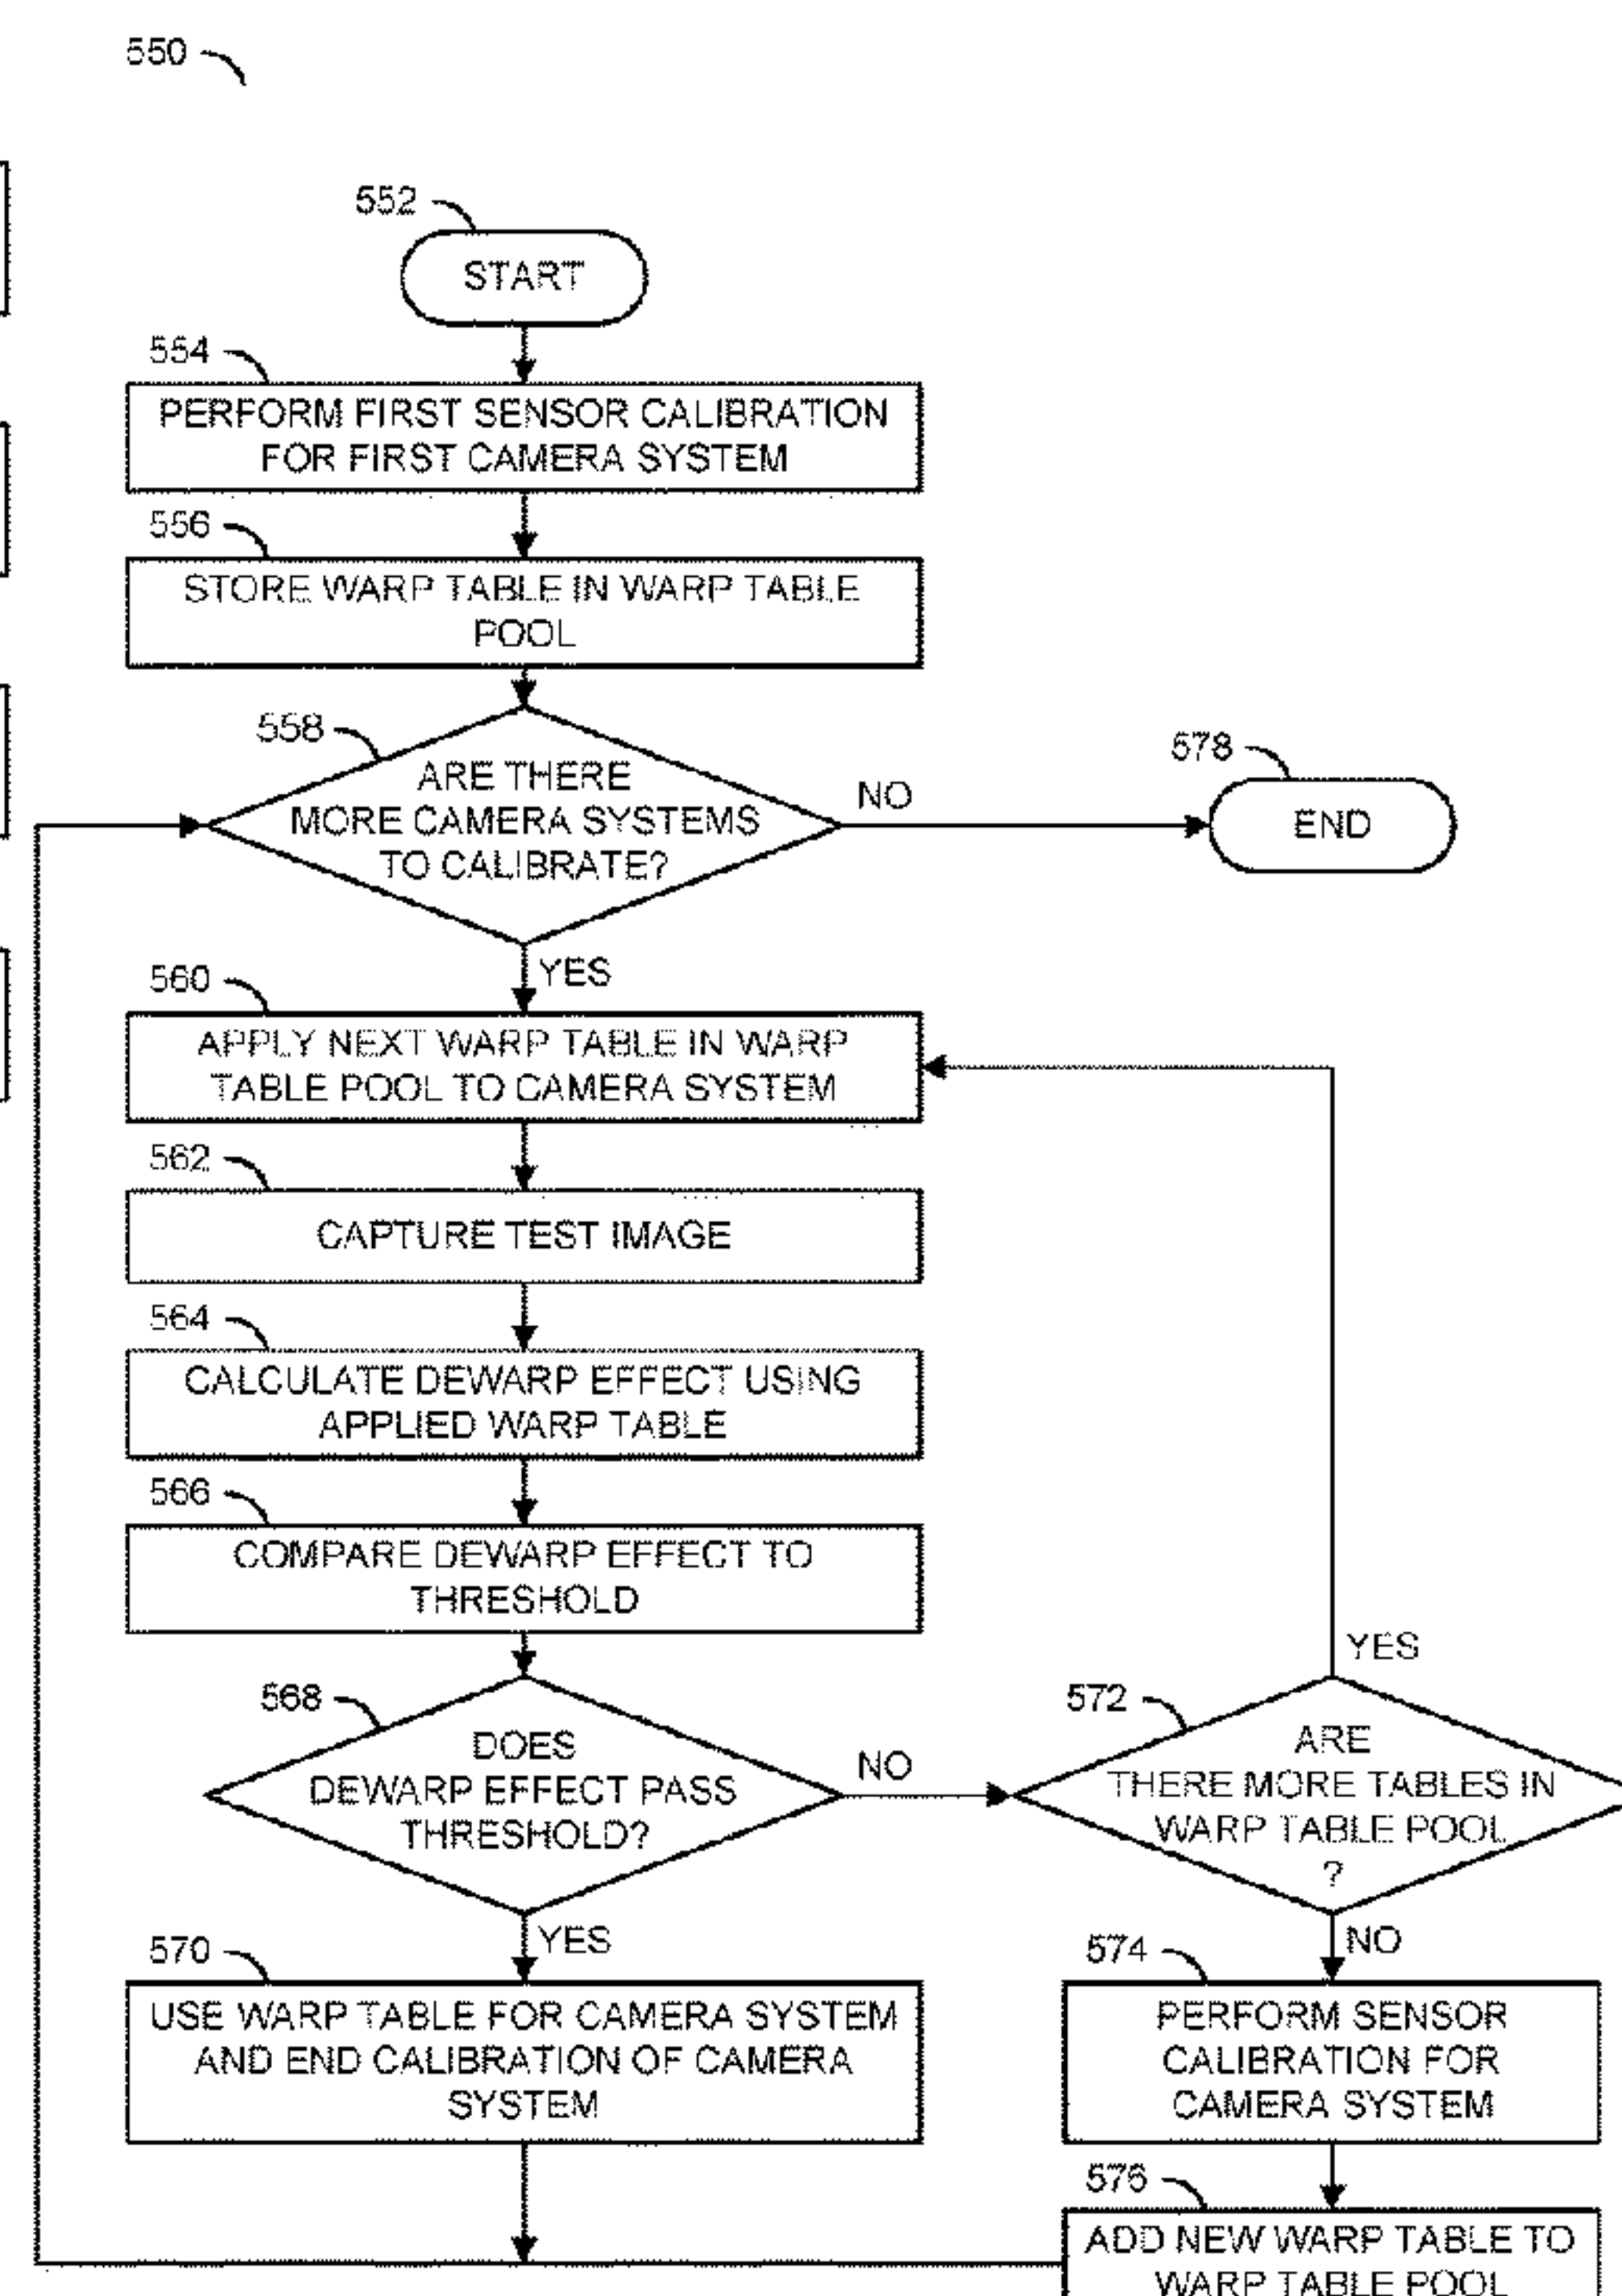 550
552
START
554
PERFORM FIRST SENSOR CALIBRATION
FOR FIRST CAMERA SYSTEM
556
STORE WARP TABLE IN WARP TABLE
POOL
558
ARE THERE
MORE CAMERA SYSTEMS
TO CALIBRATE?
NO
578
END
YES
560
APPLY NEXT WARP TABLE IN WARP
TABLE POOL TO CAMERA SYSTEM
562
CAPTURE TEST IMAGE
564
CALCULATE DEWARP EFFECT USING
APPLIED WARP TABLE
566
COMPARE DEWARP EFFECT TO
THRESHOLD
568
DOES
DEWARP EFFECT PASS
THRESHOLD?
NO
YES
572
ARE
THERE MORE TABLES IN
WARP TABLE POOL
?
YES
570
USE WARP TABLE FOR CAMERA SYSTEM
AND END CALIBRATION OF CAMERA
SYSTEM
NO
574
PERFORM SENSOR
CALIBRATION FOR
CAMERA SYSTEM
576
ADD NEW WARP TABLE TO
WARP TABLE POOL